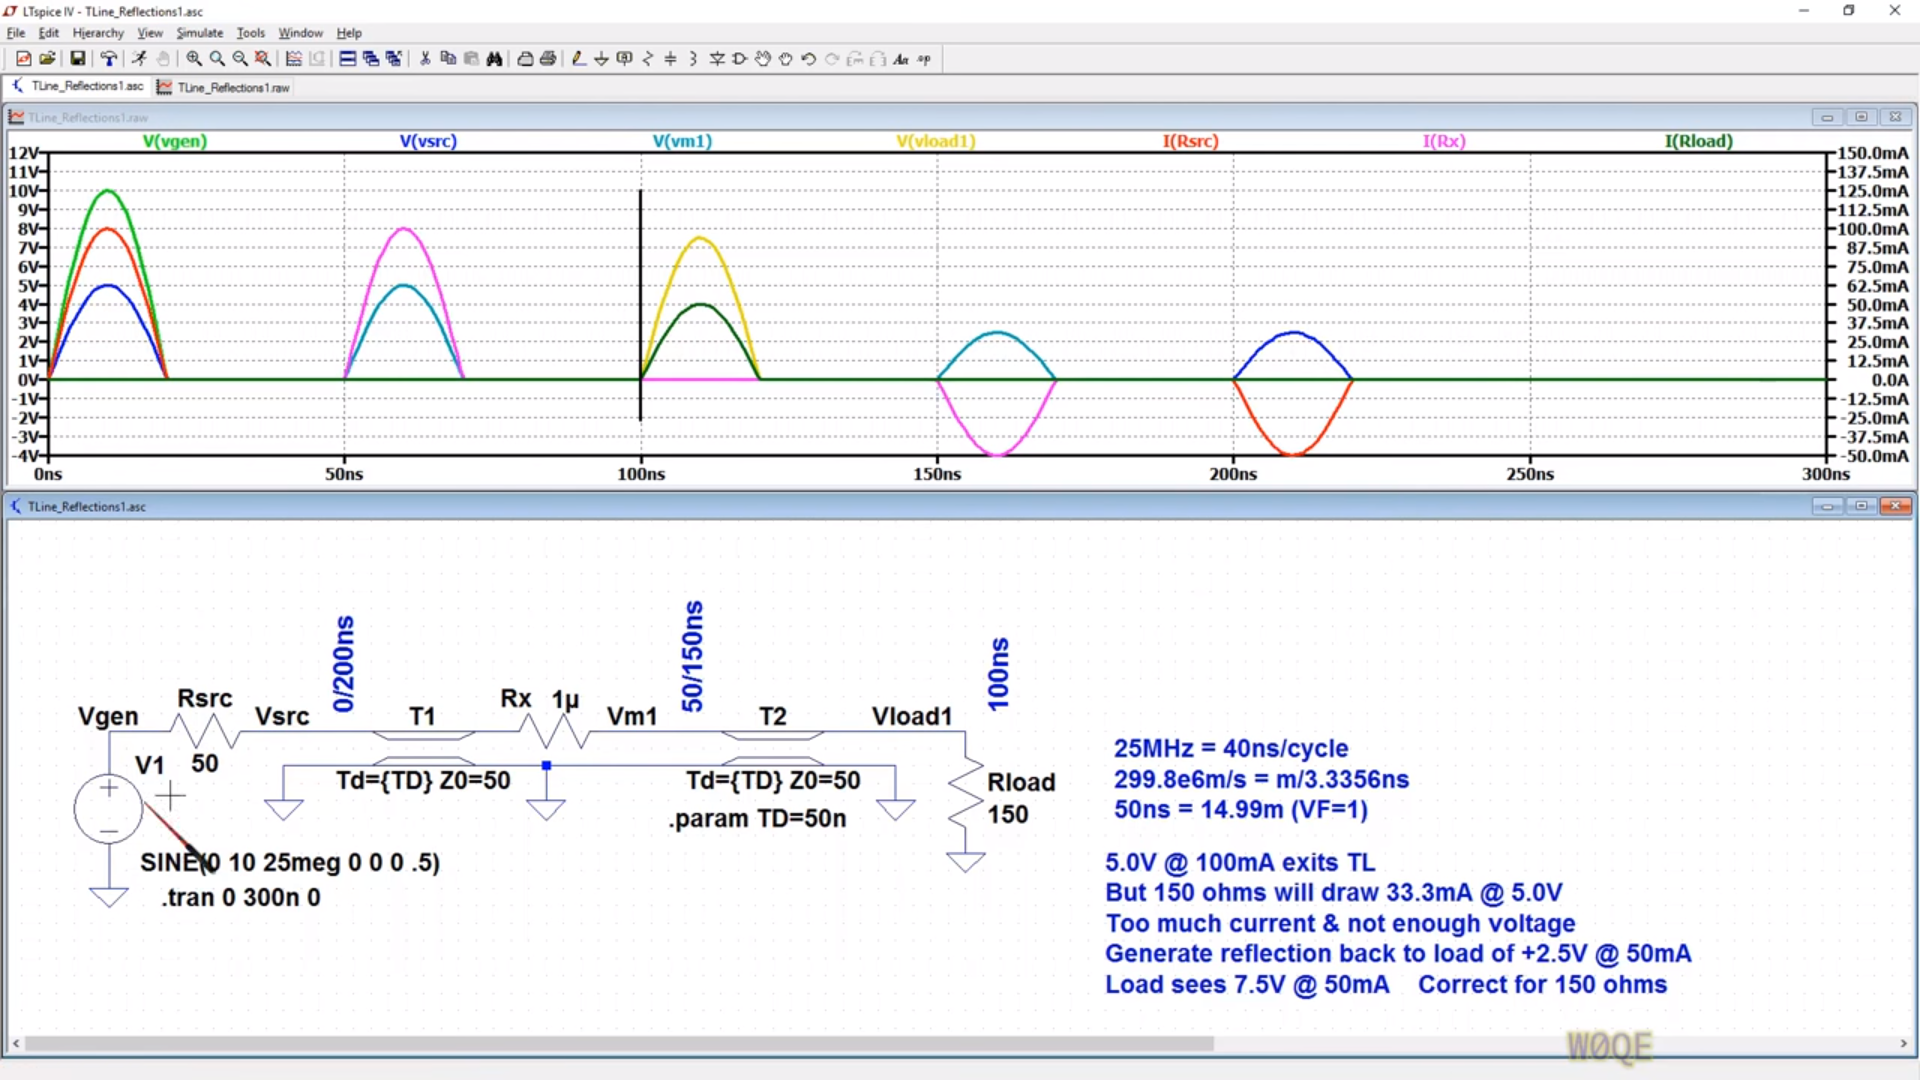 LTspice IV - TLine_Reflections1.asc
File Edit Hierarchy View Simulate Tools Window Help
TLine_Reflections1.asc TLine_Reflections1.raw
TLine_Reflections1.raw
V(vgen) V(vsrc) V(vm1) V(vload1) I(Rsrc) I(Rx) I(Rload)
12V 150.0mA
11V 137.5mA
10V 125.0mA
9V 112.5mA
8V 100.0mA
7V 87.5mA
6V 75.0mA
5V 62.5mA
4V 50.0mA
3V 37.5mA
2V 25.0mA
1V 12.5mA
0V 0.0A
-1V -12.5mA
-2V -25.0mA
-3V -37.5mA
-4V -50.0mA
0ns 50ns 100ns 150ns 200ns 250ns 300ns
TLine_Reflections1.asc
0/200ns 50/150ns 100ns
Rsrc Rx 1µ
Vgen Vsrc T1 Vm1 T2 Vload1
V1 50
Td={TD} Z0=50 Td={TD} Z0=50 Rload
.param TD=50n 150
SINE(0 10 25meg 0 0 0 .5)
.tran 0 300n 0
25MHz = 40ns/cycle
299.8e6m/s = m/3.3356ns
50ns = 14.99m (VF=1)
5.0V @ 100mA exits TL
But 150 ohms will draw 33.3mA @ 5.0V
Too much current & not enough voltage
Generate reflection back to load of +2.5V @ 50mA
Load sees 7.5V @ 50mA Correct for 150 ohms
W0QE